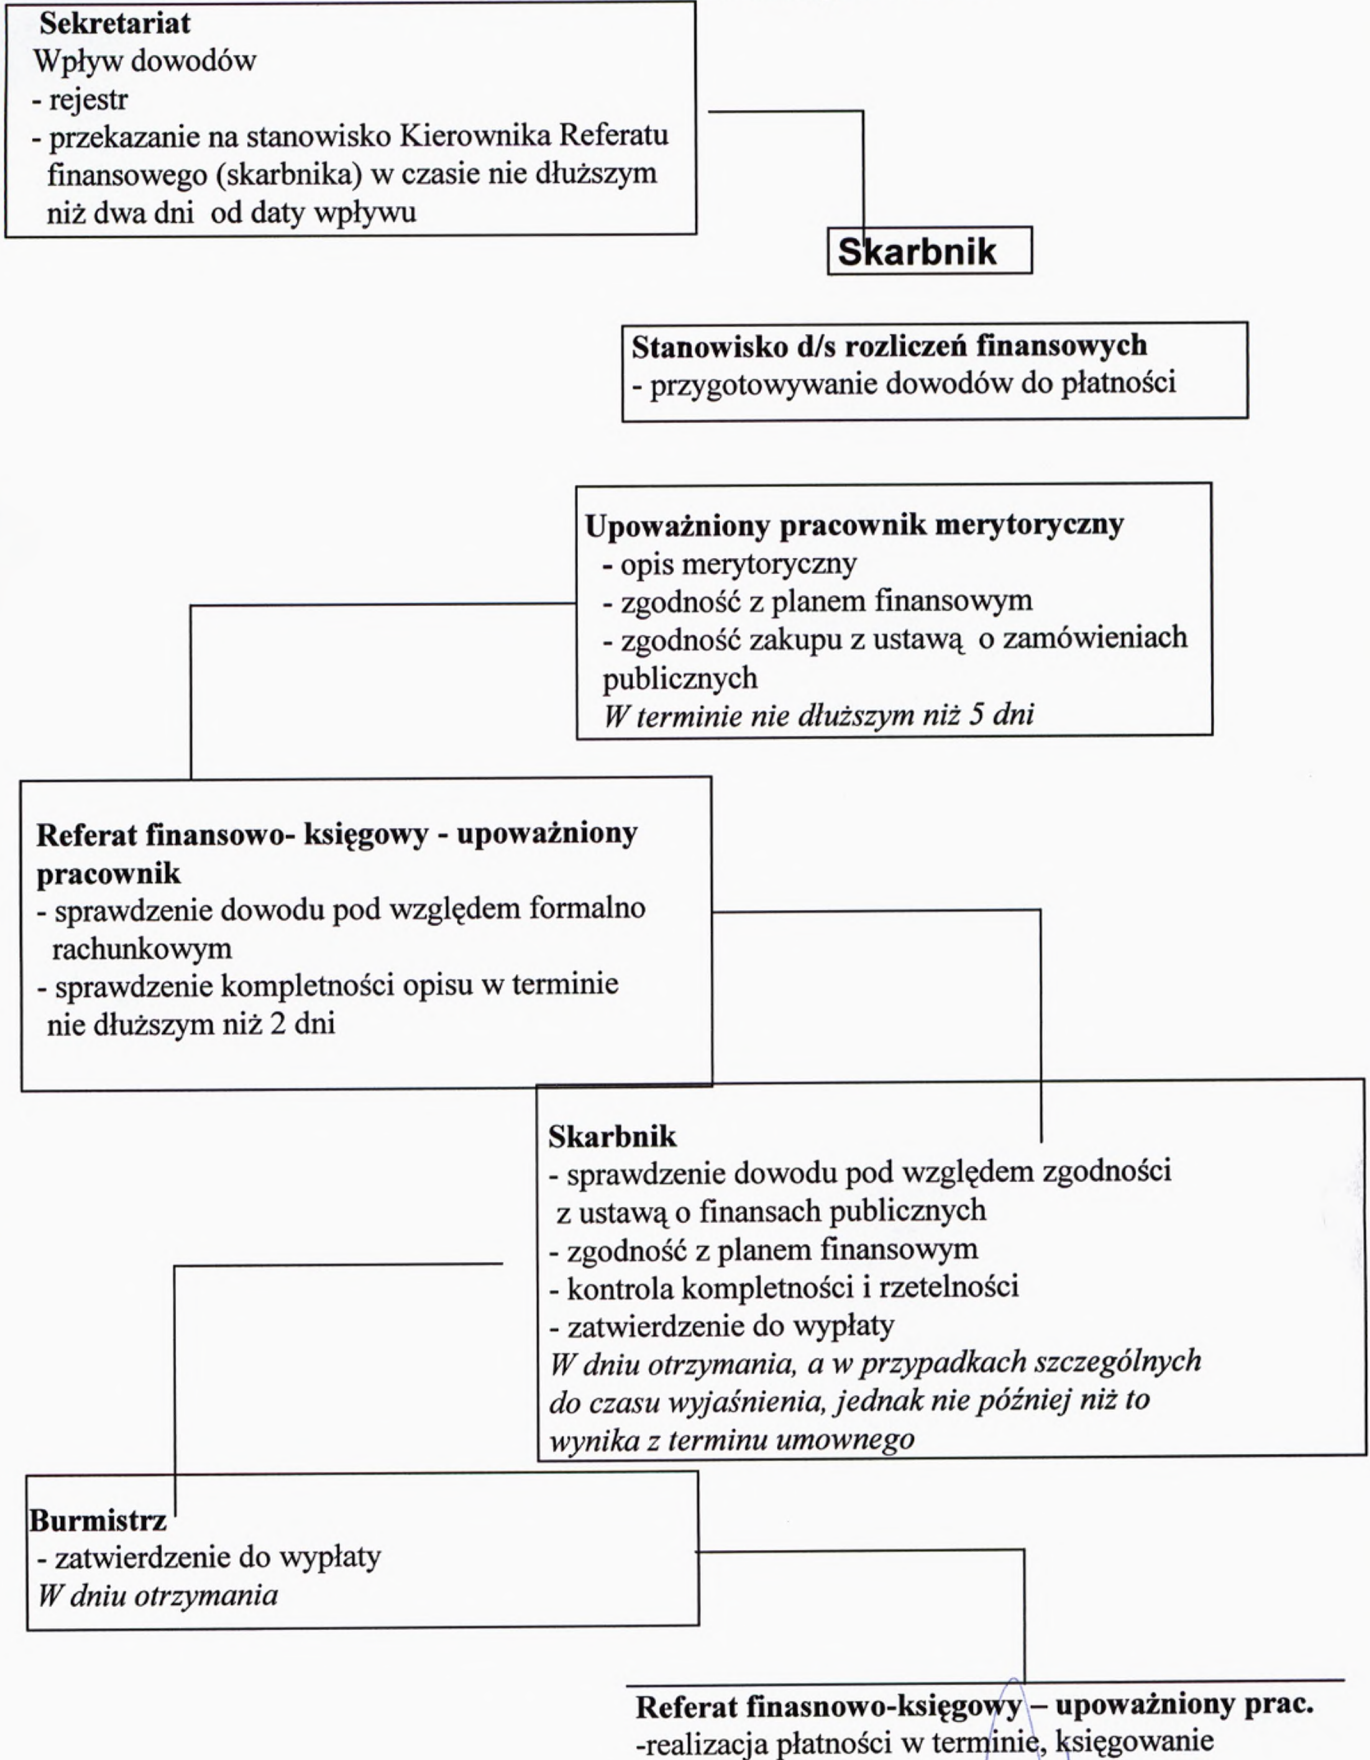 Sekretariat
Wpływ dowodów
- rejestr
- przekazanie na stanowisko Kierownika Referatu
finansowego (skarbnika) w czasie nie dłuższym
niż dwa dni od daty wpływu
Skarbnik
Stanowisko d/s rozliczeń finansowych
- przygotowywanie dowodów do płatności
Upoważniony pracownik merytoryczny
- opis merytoryczny
- zgodność z planem finansowym
- zgodność zakupu z ustawą o zamówieniach
publicznych
W terminie nie dłuższym niż 5 dni
Referat finansowo- księgowy - upoważniony
pracownik
- sprawdzenie dowodu pod względem formalno
rachunkowym
- sprawdzenie kompletności opisu w terminie
nie dłuższym niż 2 dni
Skarbnik
- sprawdzenie dowodu pod względem zgodności
z ustawą o finansach publicznych
- zgodność z planem finansowym
- kontrola kompletności i rzetelności
- zatwierdzenie do wypłaty
W dniu otrzymania, a w przypadkach szczególnych
do czasu wyjaśnienia, jednak nie później niż to
wynika z terminu umownego
Burmistrz
- zatwierdzenie do wypłaty
W dniu otrzymania
Referat finasnowo-księgowy – upoważniony prac.
-realizacja płatności w terminie, księgowanie